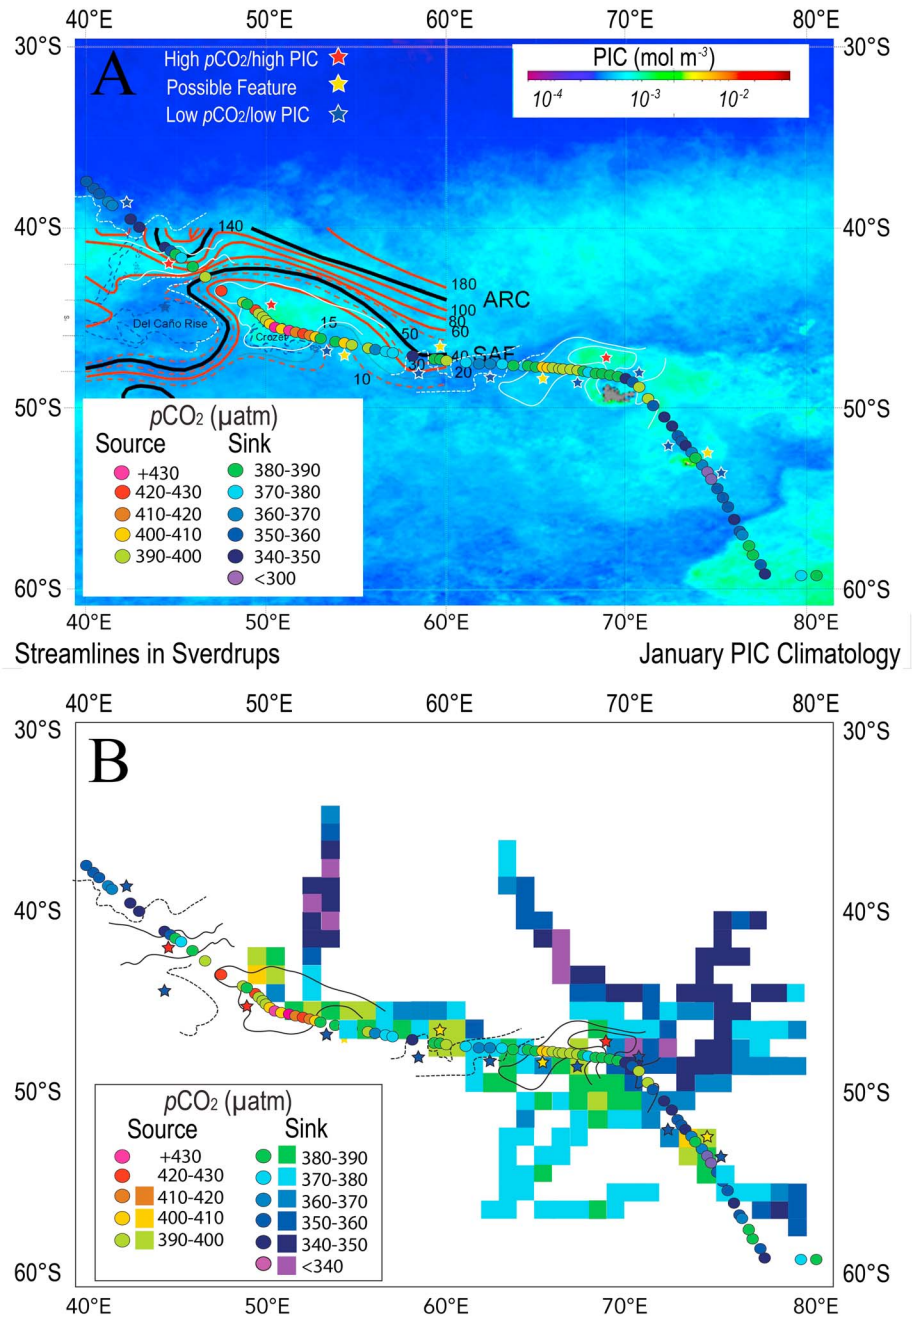 40°E 50°E 60°E 70°E 80°E
30°S 30°S
A
High pCO2/high PIC
Possible Feature
Low pCO2/low PIC
PIC (mol m-3)
10-4 10-3 10-2
40°S 40°S
140
180
ARC
100
80
60
Del Caño Rise
15
Crozet
50
40
SAF
30
20
10
50°S 50°S
pCO2 (µatm)
Source Sink
+430 380-390
420-430 370-380
410-420 360-370
400-410 350-360
390-400 340-350
<300
60°S 60°S
40°E 50°E 60°E 70°E 80°E
Streamlines in Sverdrups January PIC Climatology
40°E 50°E 60°E 70°E 80°E
30°S 30°S
B
40°S 40°S
50°S 50°S
pCO2 (µatm)
Source Sink
+430 380-390
420-430 370-380
410-420 360-370
400-410 350-360
390-400 340-350
<340
60°S 60°S
40°E 50°E 60°E 70°E 80°E